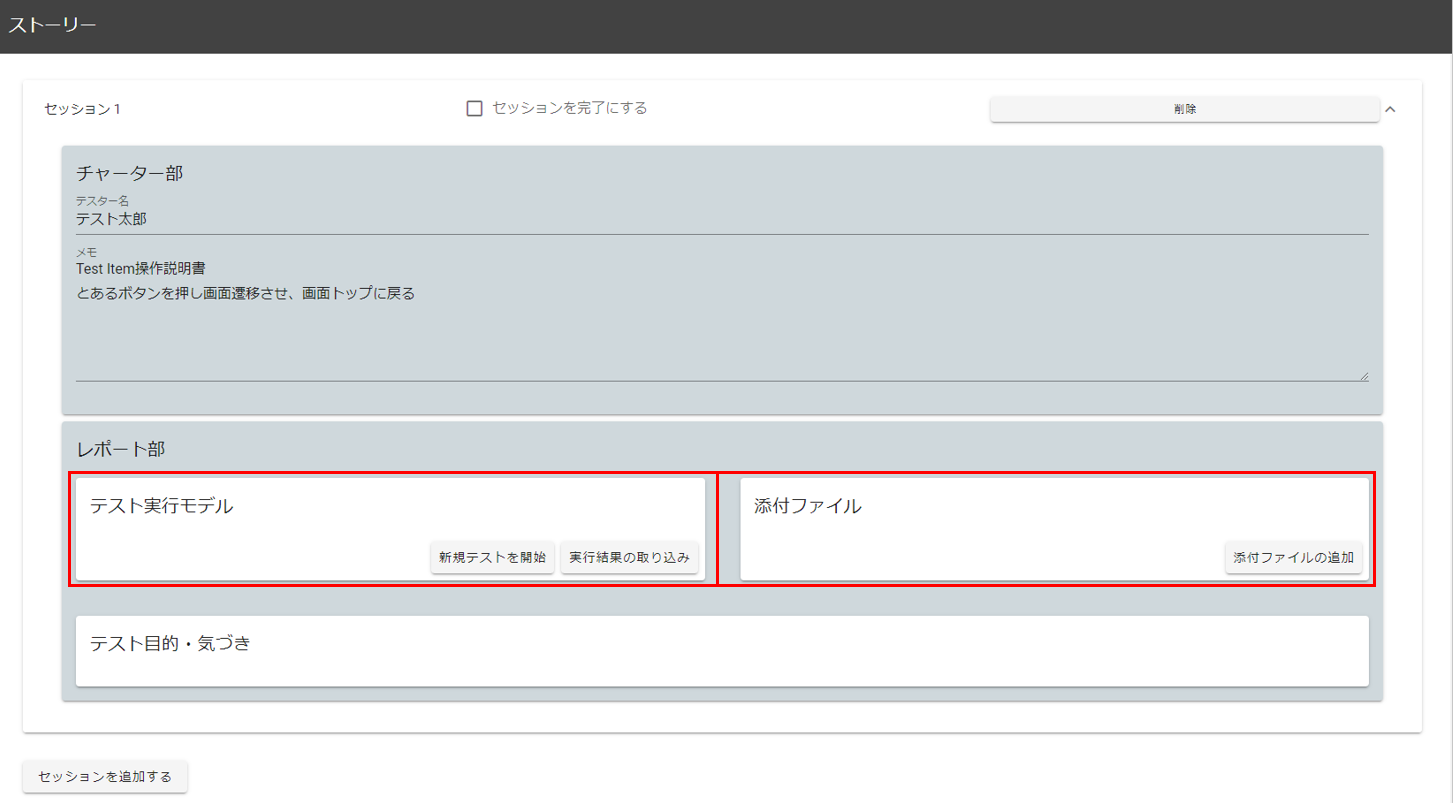 ストーリー
セッション 1
セッションを完了にする
削除
チャーター部
テスター名
テスト太郎
メモ
Test Item操作説明書
とあるボタンを押し画面遷移させ、画面トップに戻る
レポート部
テスト実行モデル
新規テストを開始
実行結果の取り込み
添付ファイル
添付ファイルの追加
テスト目的・気づき
セッションを追加する